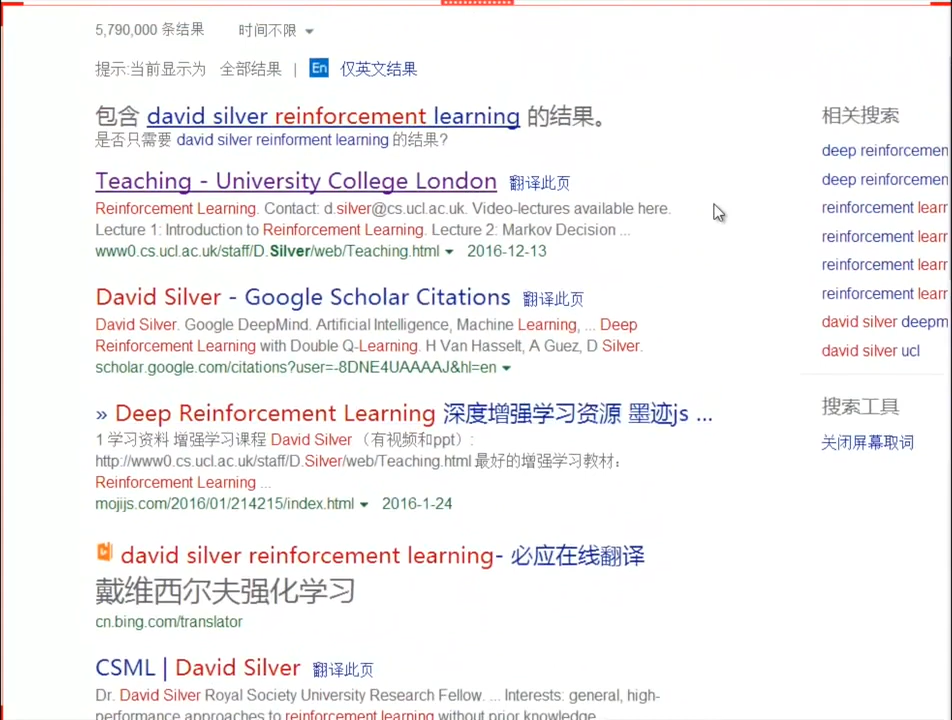 5,790,000 条结果 时间不限
提示:当前显示为 全部结果 | En 仅英文结果
包含 david silver reinforcement learning 的结果。
是否只需要 david silver reinforment learning 的结果?
Teaching - University College London 翻译此页
Reinforcement Learning. Contact: d.silver@cs.ucl.ac.uk. Video-lectures available here.
Lecture 1: Introduction to Reinforcement Learning. Lecture 2: Markov Decision ...
www0.cs.ucl.ac.uk/staff/D.Silver/web/Teaching.html 2016-12-13
David Silver - Google Scholar Citations 翻译此页
David Silver. Google DeepMind. Artificial Intelligence, Machine Learning, ... Deep
Reinforcement Learning with Double Q-Learning. H Van Hasselt, A Guez, D Silver.
scholar.google.com/citations?user=-8DNE4UAAAAJ&hl=en
» Deep Reinforcement Learning 深度增强学习资源 墨迹js ...
1 学习资料 增强学习课程 David Silver （有视频和ppt）:
http://www0.cs.ucl.ac.uk/staff/D.Silver/web/Teaching.html 最好的增强学习教材：
Reinforcement Learning ...
mojijs.com/2016/01/214215/index.html 2016-1-24
david silver reinforcement learning- 必应在线翻译
戴维西尔夫强化学习
cn.bing.com/translator
CSML | David Silver 翻译此页
Dr. David Silver Royal Society University Research Fellow. ... Interests: general, high-
performance approaches to reinforcement learning without prior knowledge
相关搜索
deep reinforcemen
deep reinforcemen
reinforcement learr
reinforcement learr
reinforcement learr
reinforcement learr
david silver deepm
david silver ucl
搜索工具
关闭屏幕取词